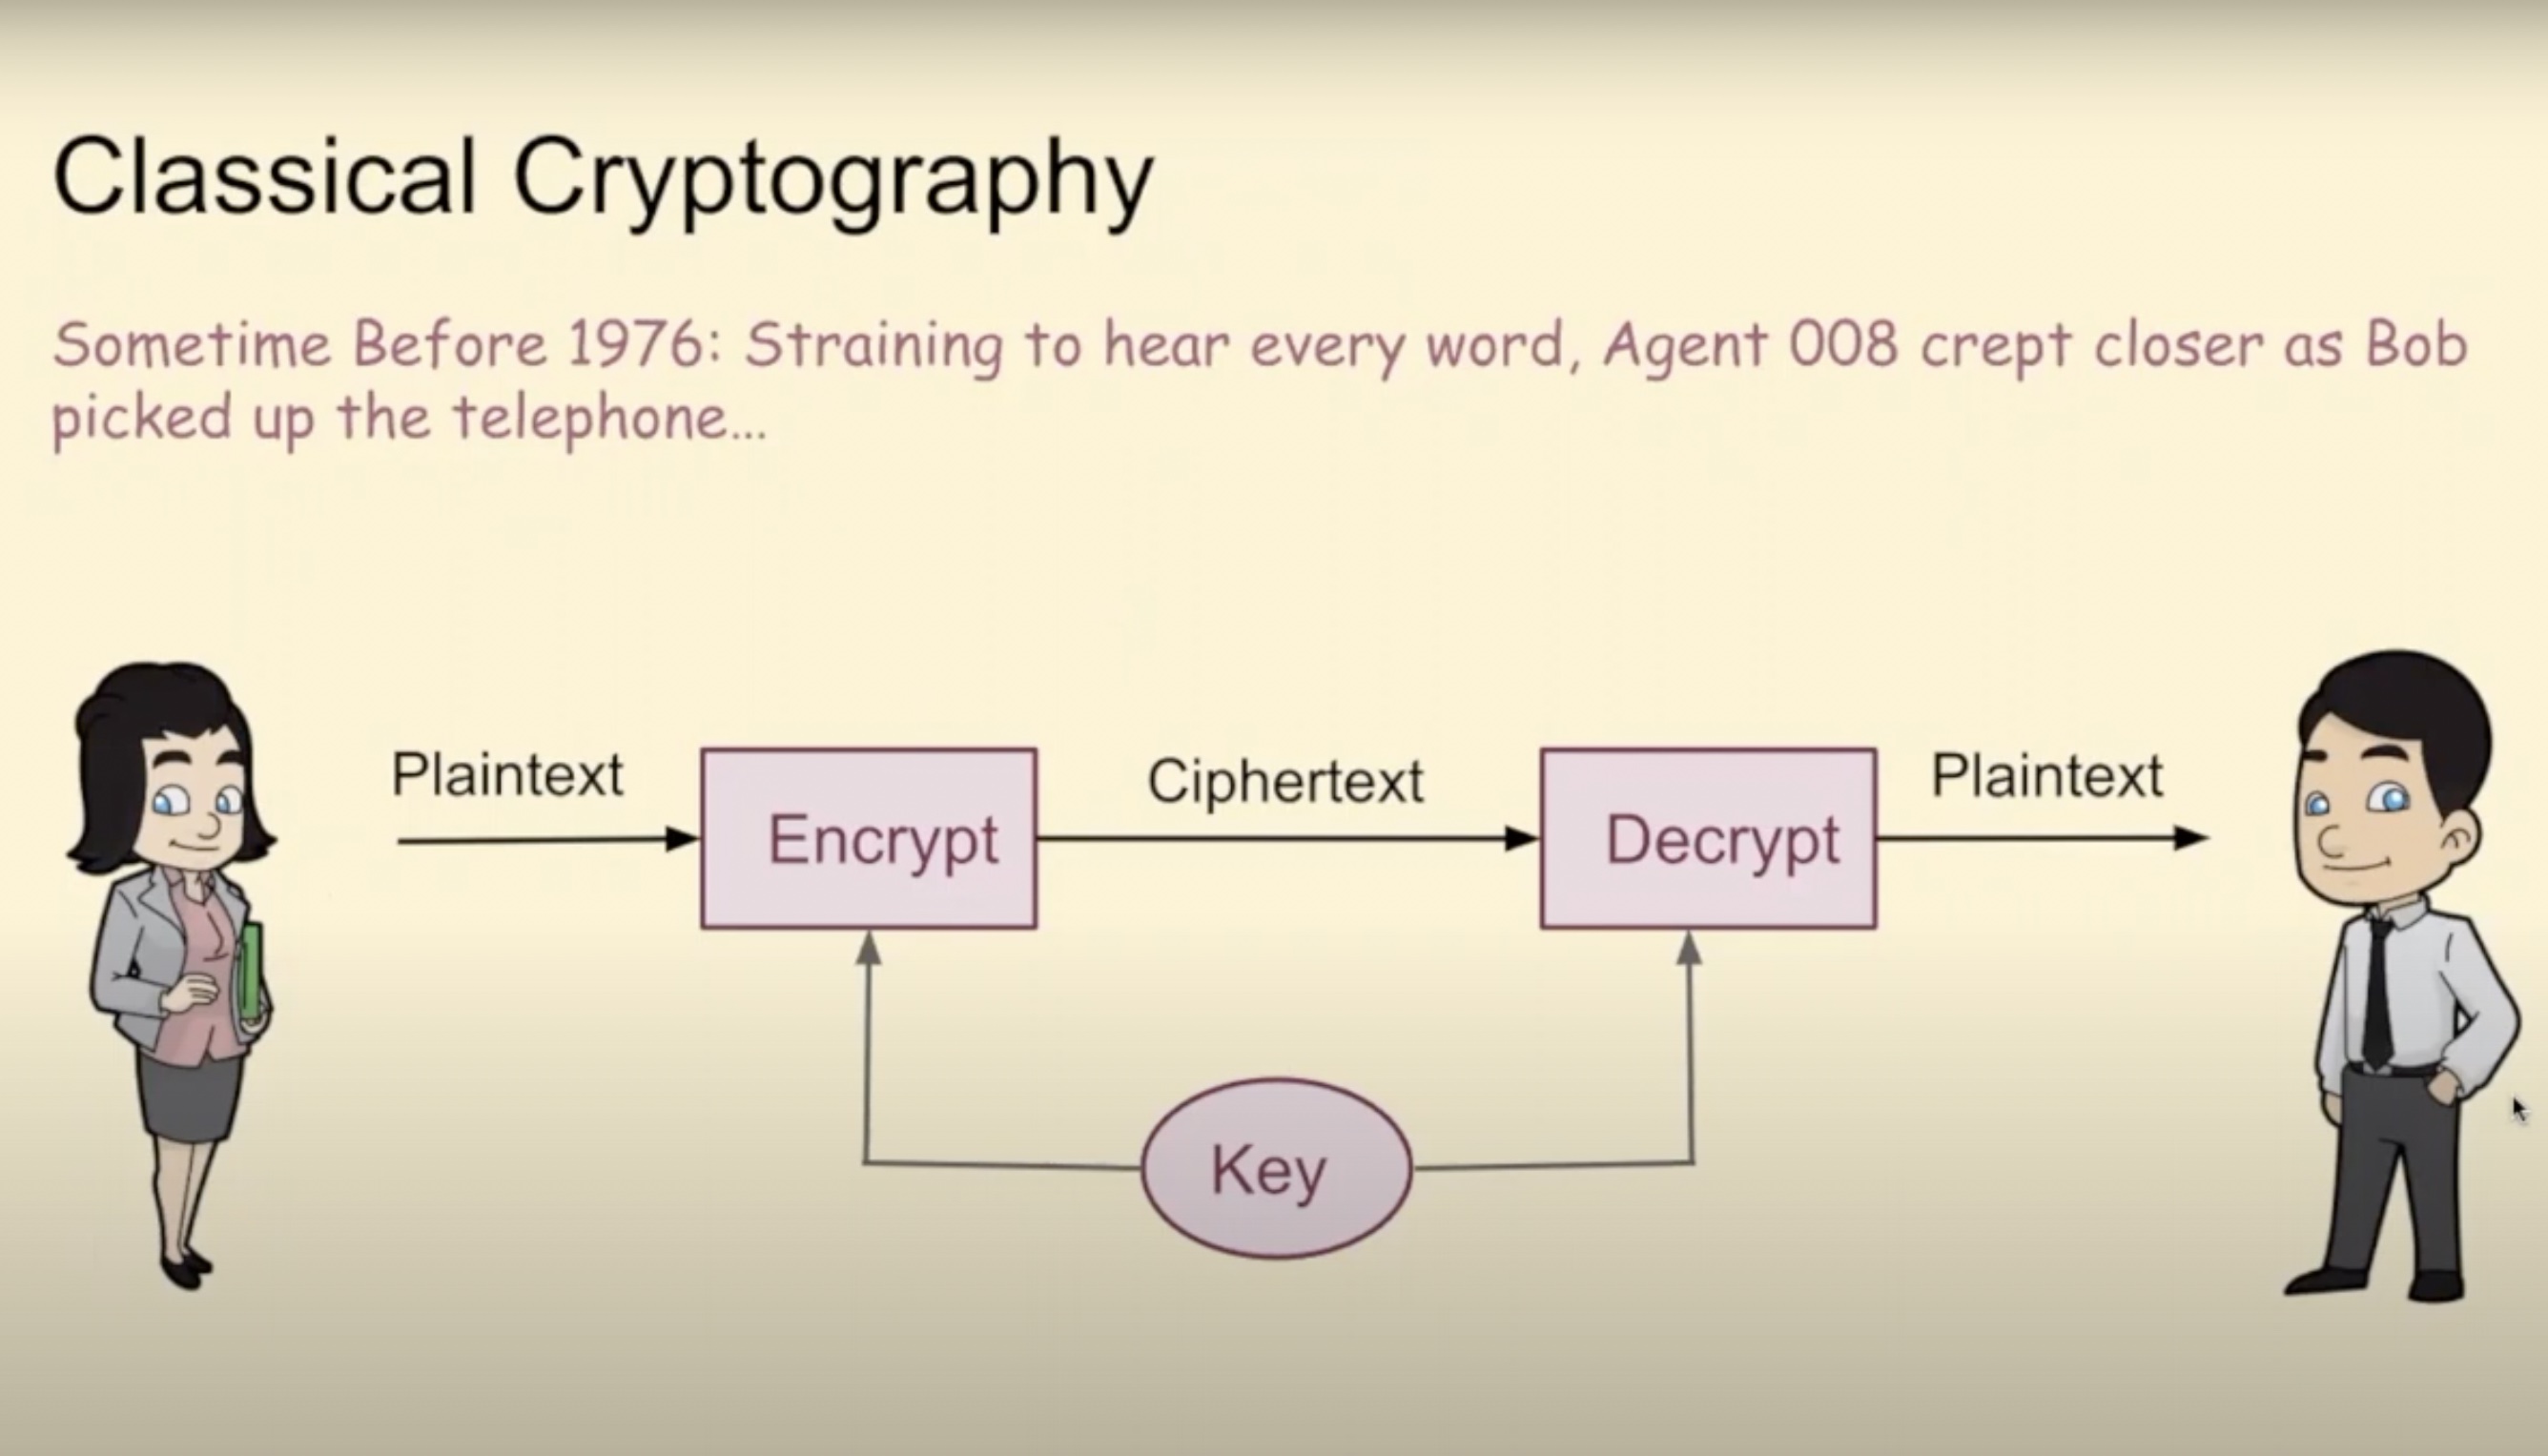 Classical Cryptography
Sometime Before 1976: Straining to hear every word, Agent 008 crept closer as Bob
picked up the telephone...
Plaintext
Encrypt
Ciphertext
Decrypt
Plaintext
Key